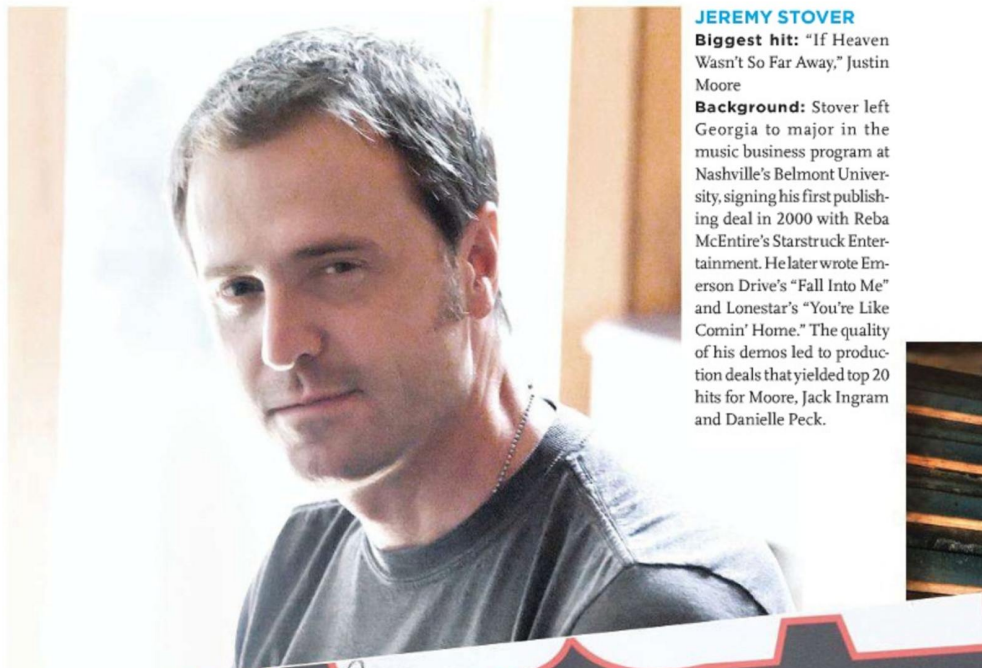 JEREMY STOVER
Biggest hit: "If Heaven
Wasn't So Far Away," Justin
Moore
Background: Stover left
Georgia to major in the
music business program at
Nashville's Belmont Univer-
sity, signing his first publish-
ing deal in 2000 with Reba
McEntire's Starstruck Enter-
tainment. He later wrote Em-
erson Drive's "Fall Into Me"
and Lonestar's "You're Like
Comin' Home." The quality
of his demos led to produc-
tion deals that yielded top 20
hits for Moore, Jack Ingram
and Danielle Peck.